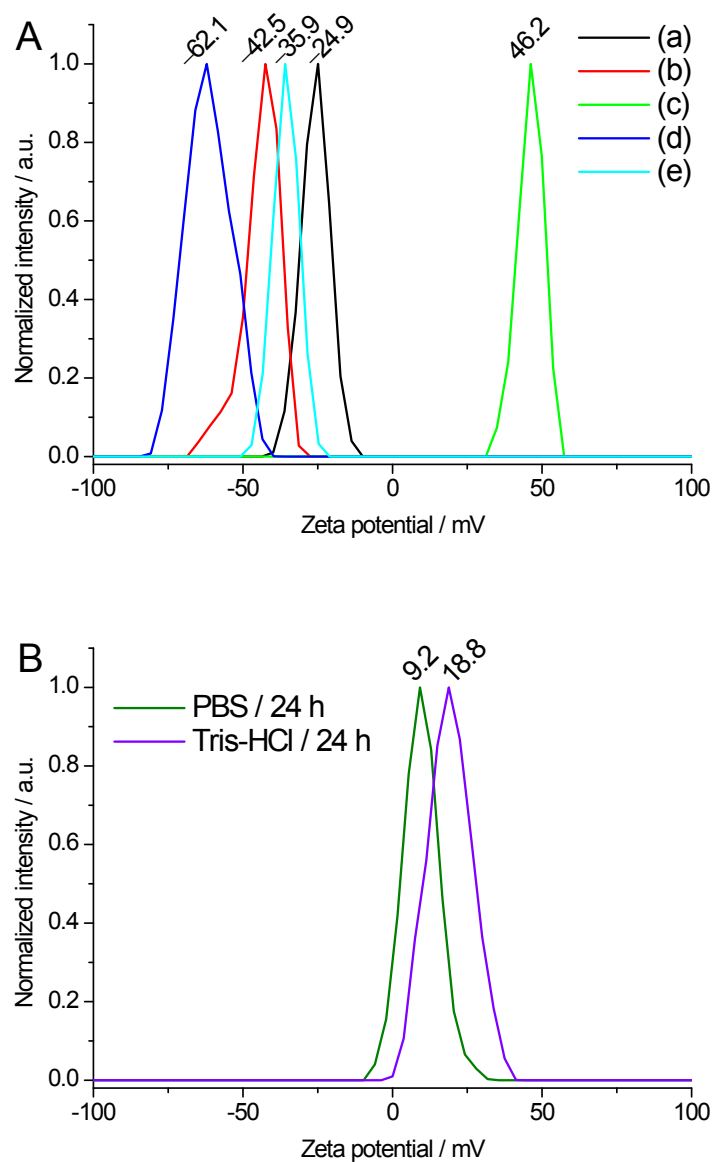 A
−62.1
−42.5
−35.9
−24.9
46.2
(a)
(b)
(c)
(d)
(e)
Normalized intensity / a.u.
1.0
0.8
0.6
0.4
0.2
0.0
-100 -50 0 50 100
Zeta potential / mV
B
9.2
18.8
PBS / 24 h
Tris-HCl / 24 h
Normalized intensity / a.u.
1.0
0.8
0.6
0.4
0.2
0.0
-100 -50 0 50 100
Zeta potential / mV